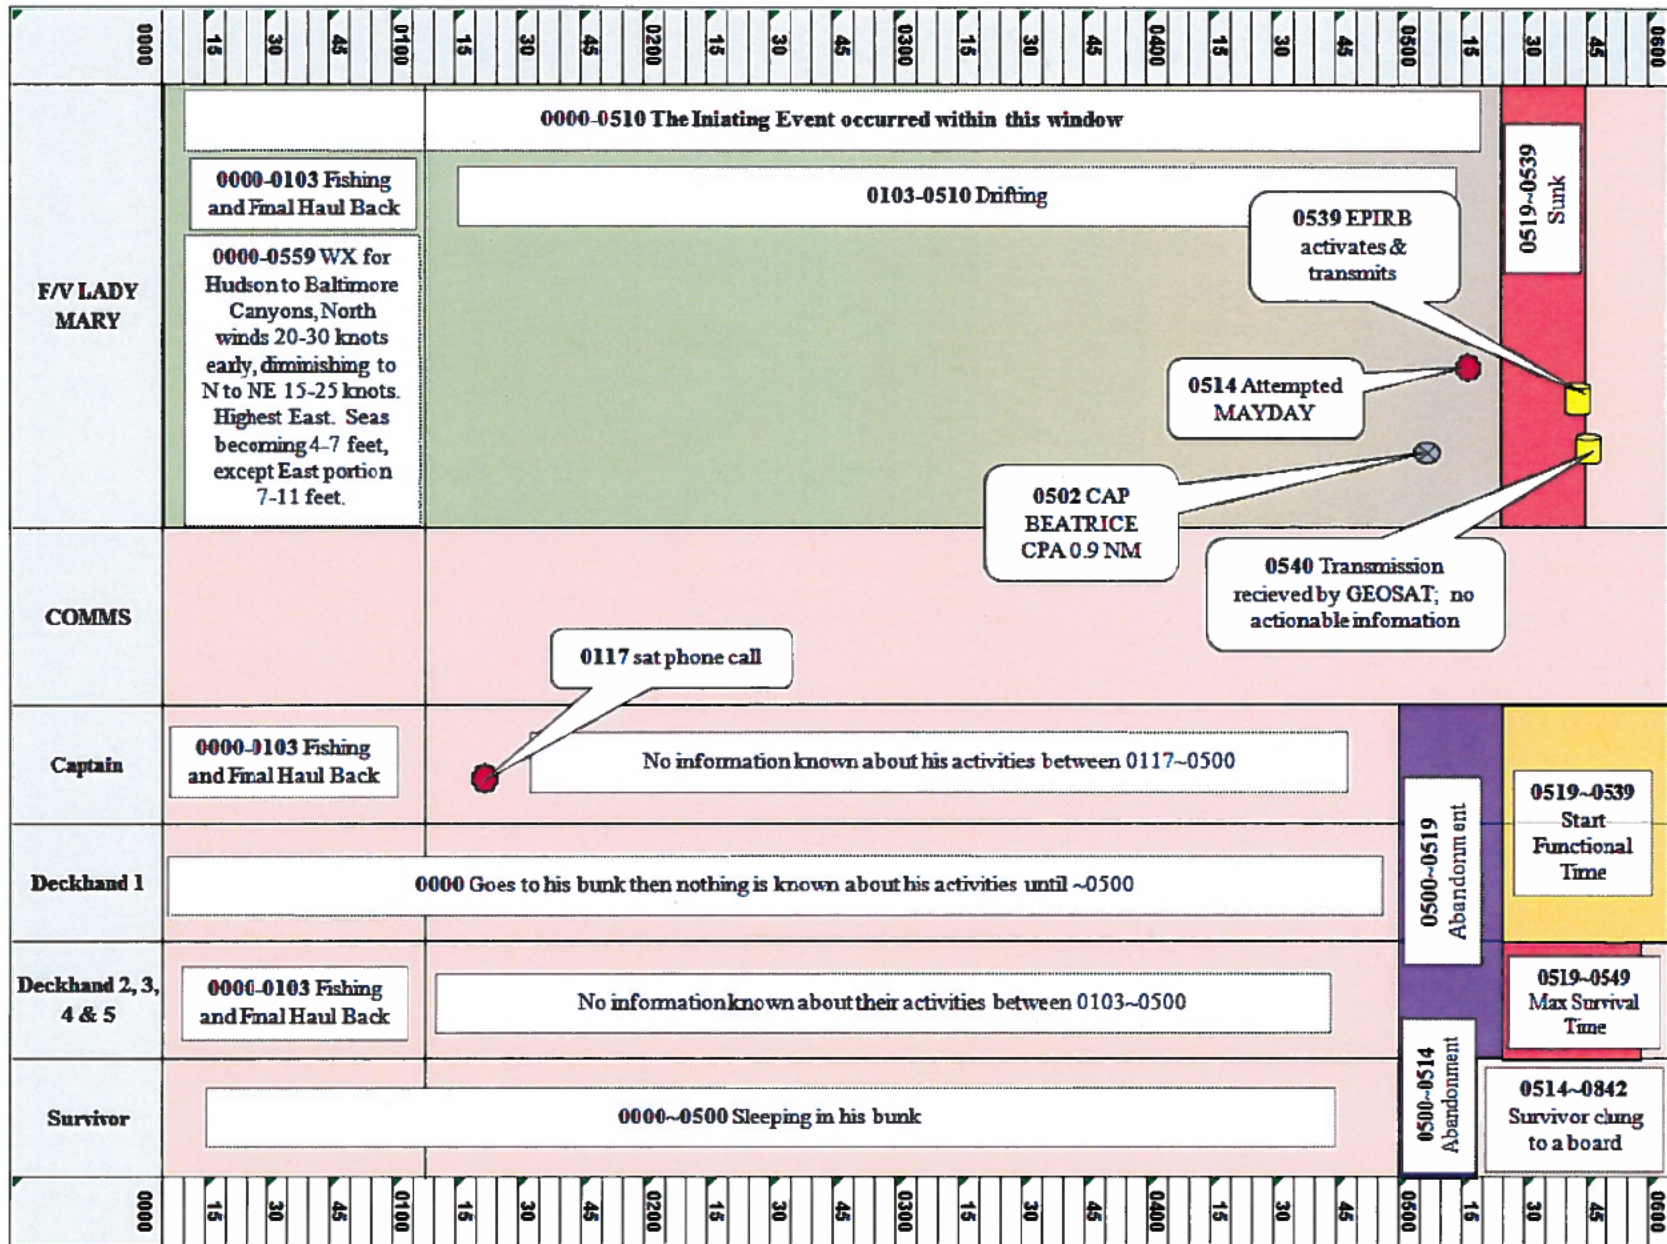 0000 15 30 45 0100 15 30 45 0200 15 30 45 0300 15 30 45 0400 15 30 45 0500 15 30 45 0600
F/V LADY
MARY
0000-0510 The Iniating Event occurred within this window
0000-0103 Fishing
and Final Haul Back
0103-0510 Drifting
0000-0559 WX for
Hudson to Baltimore
Canyons, North
winds 20-30 knots
early, diminishing to
N to NE 15-25 knots.
Highest East. Seas
becoming 4-7 feet,
except East portion
7-11 feet.
0539 EPIRB
activates &
transmits
0519~0539
Sunk
0514 Attempted
MAYDAY
0502 CAP
BEATRICE
CPA 0.9 NM
0540 Transmission
recieved by GEOSAT; no
actionable infomation
COMMS
0117 sat phone call
Captain
0000-0103 Fishing
and Final Haul Back
No information known about his activities between 0117~0500
0500~0519
Abandonment
0519~0539
Start
Functional
Time
Deckhand 1
0000 Goes to his bunk then nothing is known about his activities until ~0500
Deckhand 2, 3,
4 & 5
0000-0103 Fishing
and Final Haul Back
No information known about their activities between 0103~0500
0519~0549
Max Survival
Time
Survivor
0000~0500 Sleeping in his bunk
0500~0514
Abandonment
0514~0842
Survivor clung
to a board
0000 15 30 45 0100 15 30 45 0200 15 30 45 0300 15 30 45 0400 15 30 45 0500 15 30 45 0600